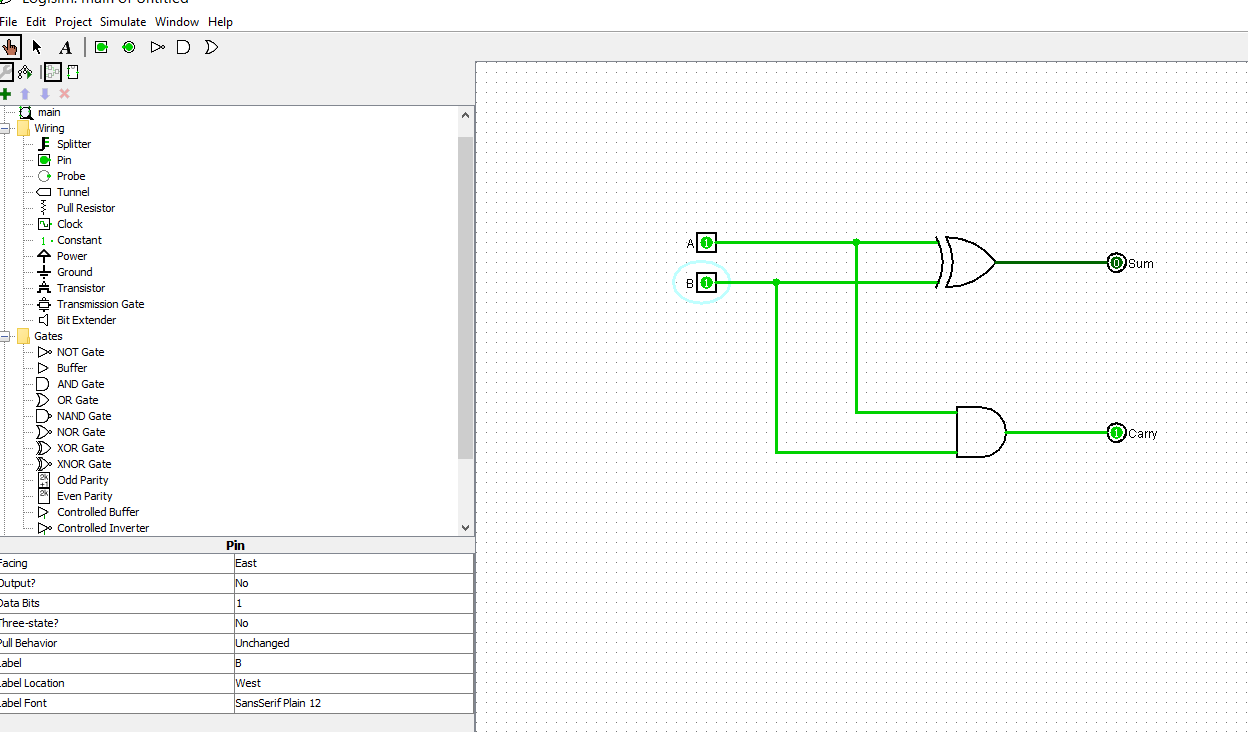 Logisim: main of Untitled
File Edit Project Simulate Window Help
A
main
Wiring
Splitter
Pin
Probe
Tunnel
Pull Resistor
Clock
1 Constant
Power
Ground
Transistor
Transmission Gate
Bit Extender
Gates
NOT Gate
Buffer
AND Gate
OR Gate
NAND Gate
NOR Gate
XOR Gate
XNOR Gate
2k+1 Odd Parity
2k Even Parity
Controlled Buffer
Controlled Inverter
Pin
Facing East
Output? No
Data Bits 1
Three-state? No
Pull Behavior Unchanged
Label B
Label Location West
Label Font SansSerif Plain 12
A 1
B 1
0 Sum
1 Carry